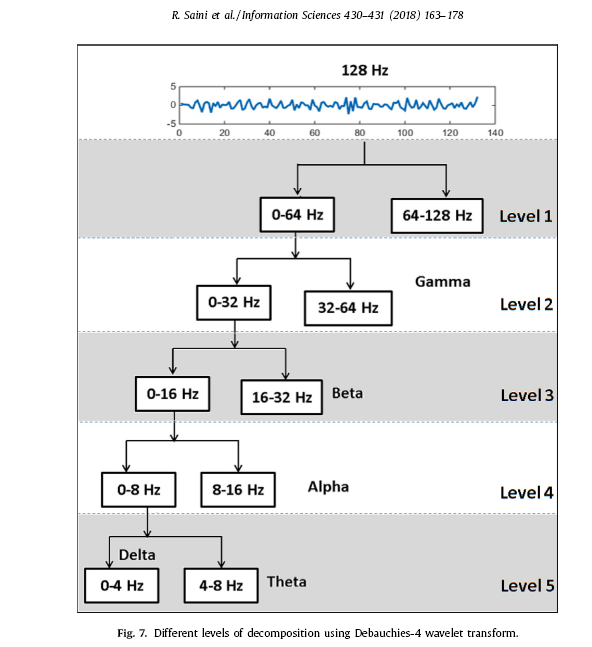 R. Saini et al./Information Sciences 430–431 (2018) 163–178
128 Hz
5
0
-5
0 20 40 60 80 100 120 140
0-64 Hz 64-128 Hz Level 1
Gamma
0-32 Hz 32-64 Hz Level 2
0-16 Hz 16-32 Hz Beta Level 3
0-8 Hz 8-16 Hz Alpha Level 4
Delta
0-4 Hz 4-8 Hz Theta Level 5
Fig. 7. Different levels of decomposition using Debauchies-4 wavelet transform.